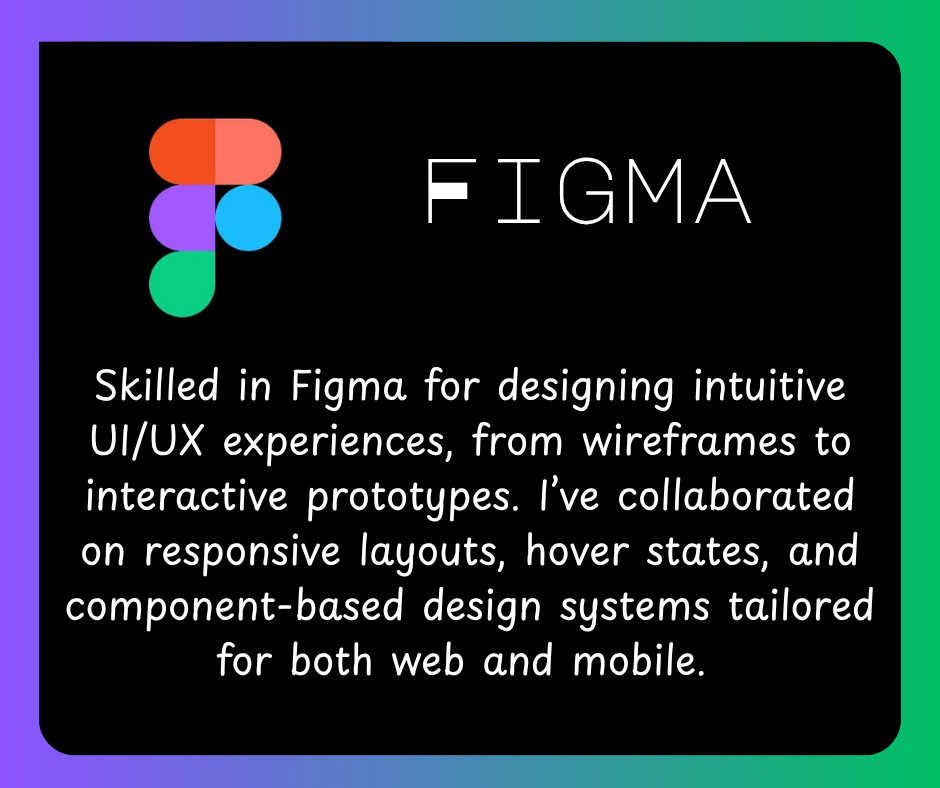 FIGMA
Skilled in Figma for designing intuitive
UI/UX experiences, from wireframes to
interactive prototypes. I’ve collaborated
on responsive layouts, hover states, and
component-based design systems tailored
for both web and mobile.